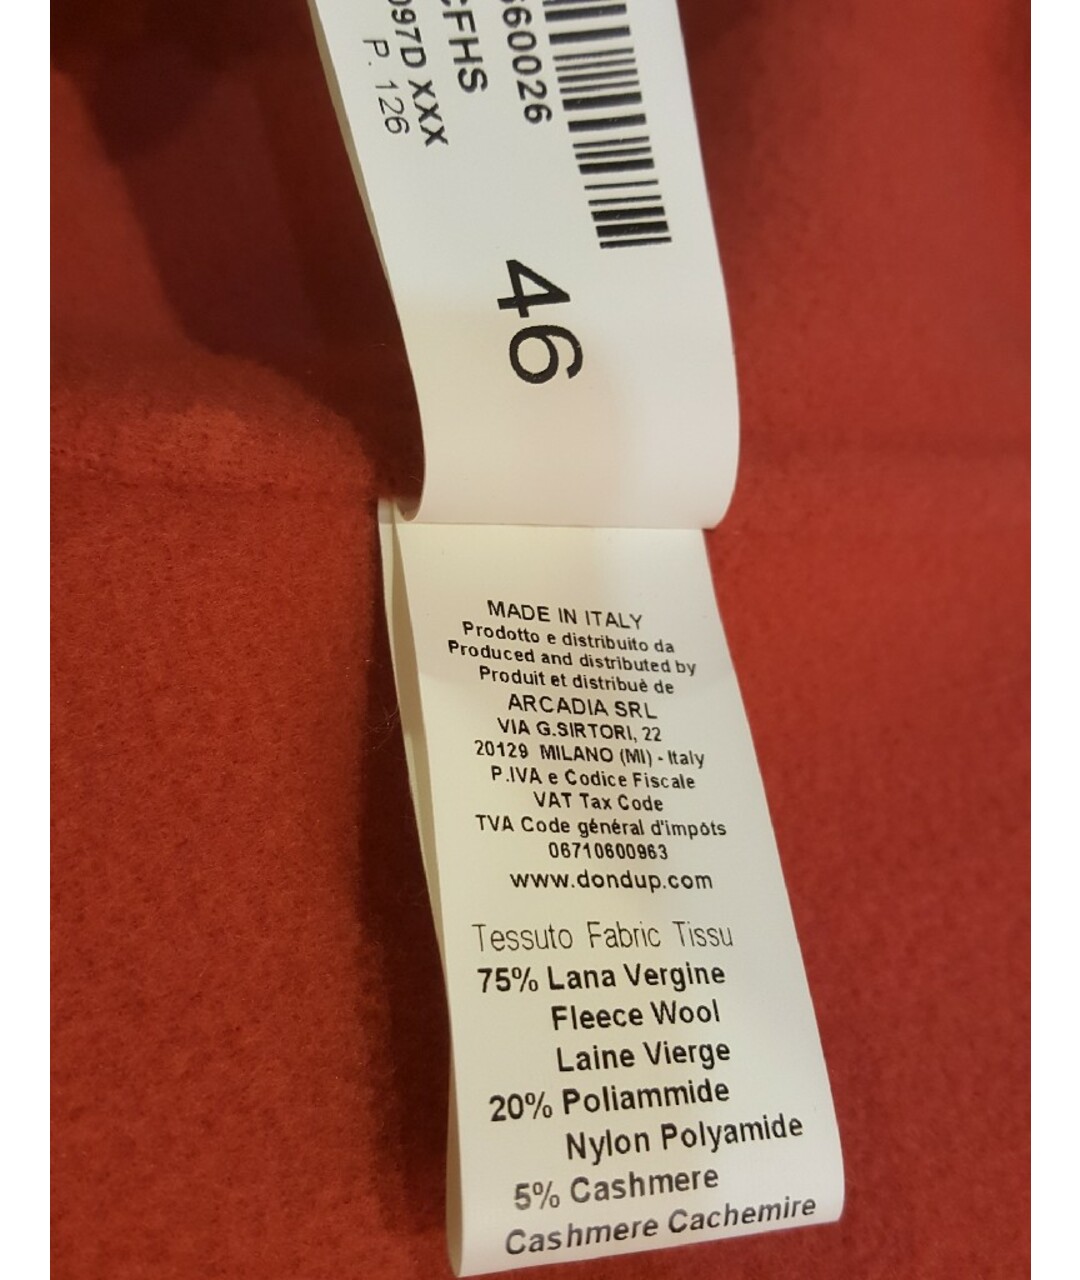 660026
CFHS
097D XXX
P. 126
46
MADE IN ITALY
Prodotto e distribuito da
Produced and distributed by
Produit et distribuè de
ARCADIA SRL
VIA G.SIRTORI, 22
20129 MILANO (MI) - Italy
P.IVA e Codice Fiscale
VAT Tax Code
TVA Code général d'impôts
06710600963
www.dondup.com
Tessuto Fabric Tissu
75% Lana Vergine
Fleece Wool
Laine Vierge
20% Poliammide
Nylon Polyamide
5% Cashmere
Cashmere Cachemire